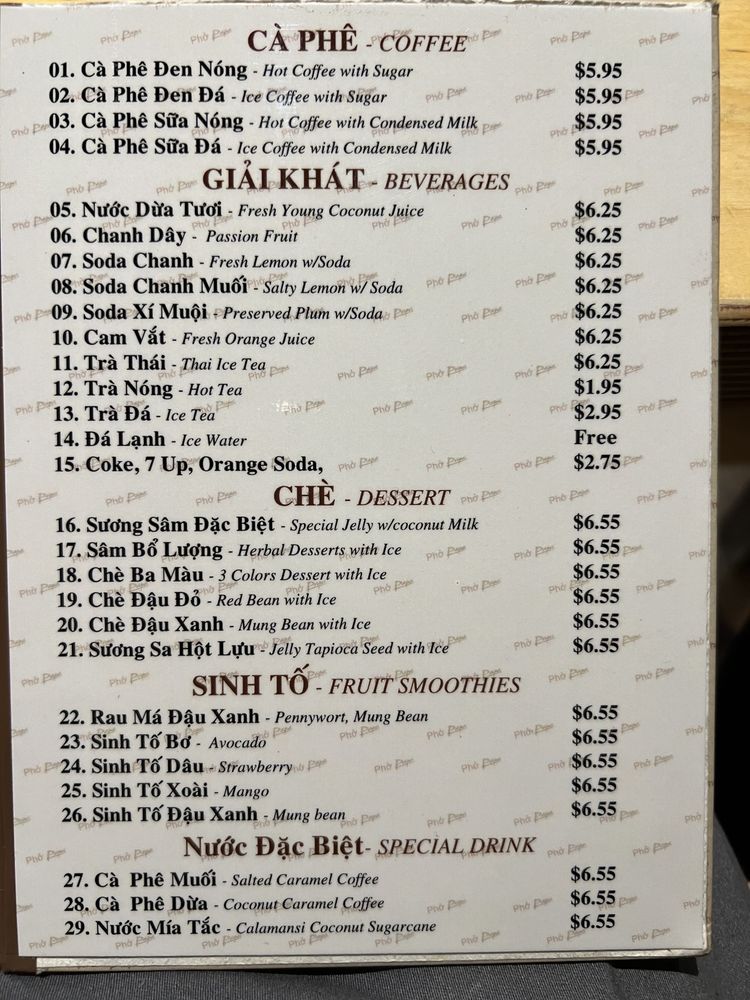 CÀ PHÊ - COFFEE
01. Cà Phê Đen Nóng - Hot Coffee with Sugar $5.95
02. Cà Phê Đen Đá - Ice Coffee with Sugar $5.95
03. Cà Phê Sữa Nóng - Hot Coffee with Condensed Milk $5.95
04. Cà Phê Sữa Đá - Ice Coffee with Condensed Milk $5.95
GIẢI KHÁT - BEVERAGES
05. Nước Dừa Tươi - Fresh Young Coconut Juice $6.25
06. Chanh Dây - Passion Fruit $6.25
07. Soda Chanh - Fresh Lemon w/Soda $6.25
08. Soda Chanh Muối - Salty Lemon w/ Soda $6.25
09. Soda Xí Muội - Preserved Plum w/Soda $6.25
10. Cam Vắt - Fresh Orange Juice $6.25
11. Trà Thái - Thai Ice Tea $6.25
12. Trà Nóng - Hot Tea $1.95
13. Trà Đá - Ice Tea $2.95
14. Đá Lạnh - Ice Water Free
15. Coke, 7 Up, Orange Soda, $2.75
CHÈ - DESSERT
16. Sương Sâm Đặc Biệt - Special Jelly w/coconut Milk $6.55
17. Sâm Bổ Lượng - Herbal Desserts with Ice $6.55
18. Chè Ba Màu - 3 Colors Dessert with Ice $6.55
19. Chè Đậu Đỏ - Red Bean with Ice $6.55
20. Chè Đậu Xanh - Mung Bean with Ice $6.55
21. Sương Sa Hột Lựu - Jelly Tapioca Seed with Ice $6.55
SINH TỐ - FRUIT SMOOTHIES
22. Rau Má Đậu Xanh - Pennywort, Mung Bean $6.55
23. Sinh Tố Bơ - Avocado $6.55
24. Sinh Tố Dâu - Strawberry $6.55
25. Sinh Tố Xoài - Mango $6.55
26. Sinh Tố Đậu Xanh - Mung bean $6.55
Nước Đặc Biệt- SPECIAL DRINK
27. Cà Phê Muối - Salted Caramel Coffee $6.55
28. Cà Phê Dừa - Coconut Caramel Coffee $6.55
29. Nước Mía Tắc - Calamansi Coconut Sugarcane $6.55